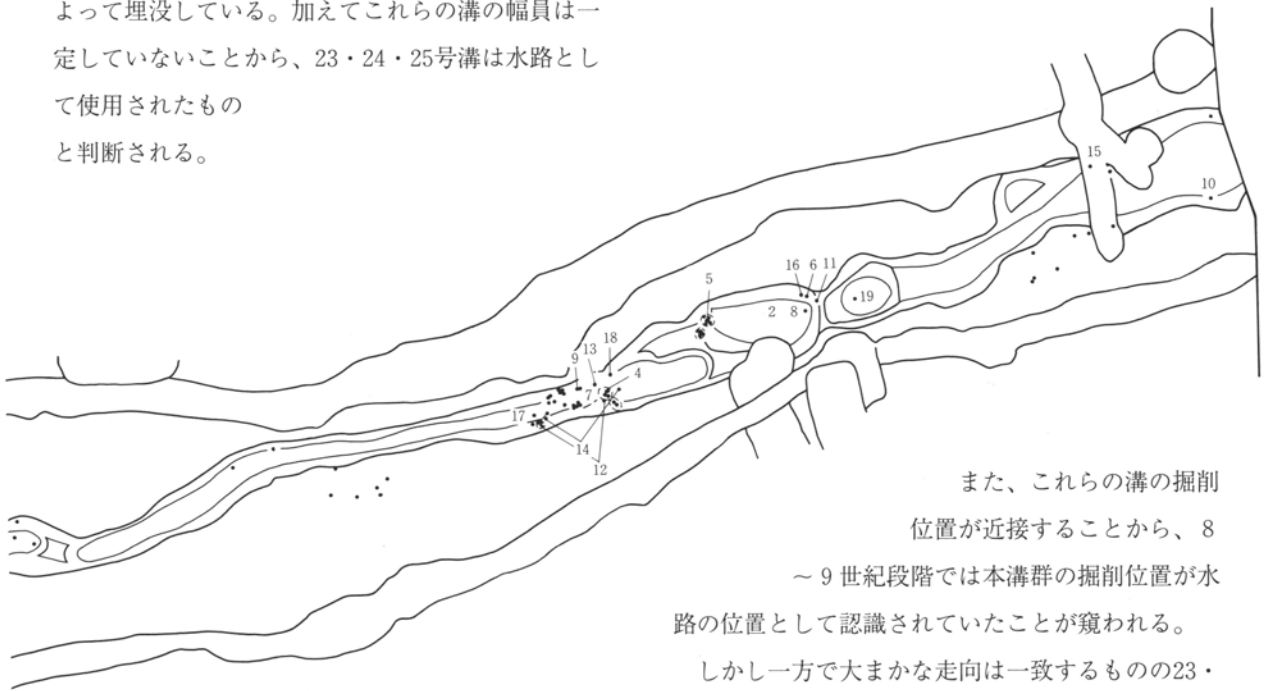 よって埋没している。加えてこれらの溝の幅員は一
定していないことから、23・24・25号溝は水路とし
て使用されたもの
と判断される。
15
10
16 6 11
5
19
2 8
18
13
9
4
7
17
14
12
また、これらの溝の掘削
位置が近接することから、8
～9世紀段階では本溝群の掘削位置が水
路の位置として認識されていたことが窺われる。
しかし一方で大まかな走向は一致するものの23・